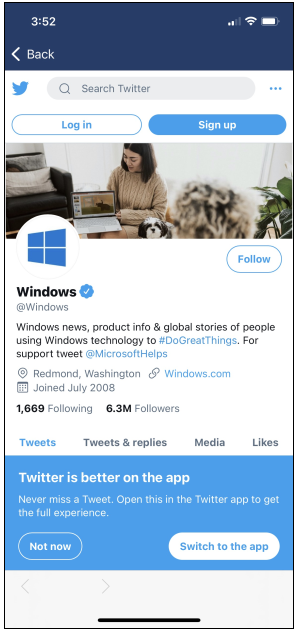 3:52
Back
Search Twitter
Log in
Sign up
Follow
Windows
@Windows
Windows news, product info & global stories of people
using Windows technology to #DoGreatThings. For
support tweet @MicrosoftHelps
Redmond, Washington Windows.com
Joined July 2008
1,669 Following 6.3M Followers
Tweets Tweets & replies Media Likes
Twitter is better on the app
Never miss a Tweet. Open this in the Twitter app to get
the full experience.
Not now
Switch to the app